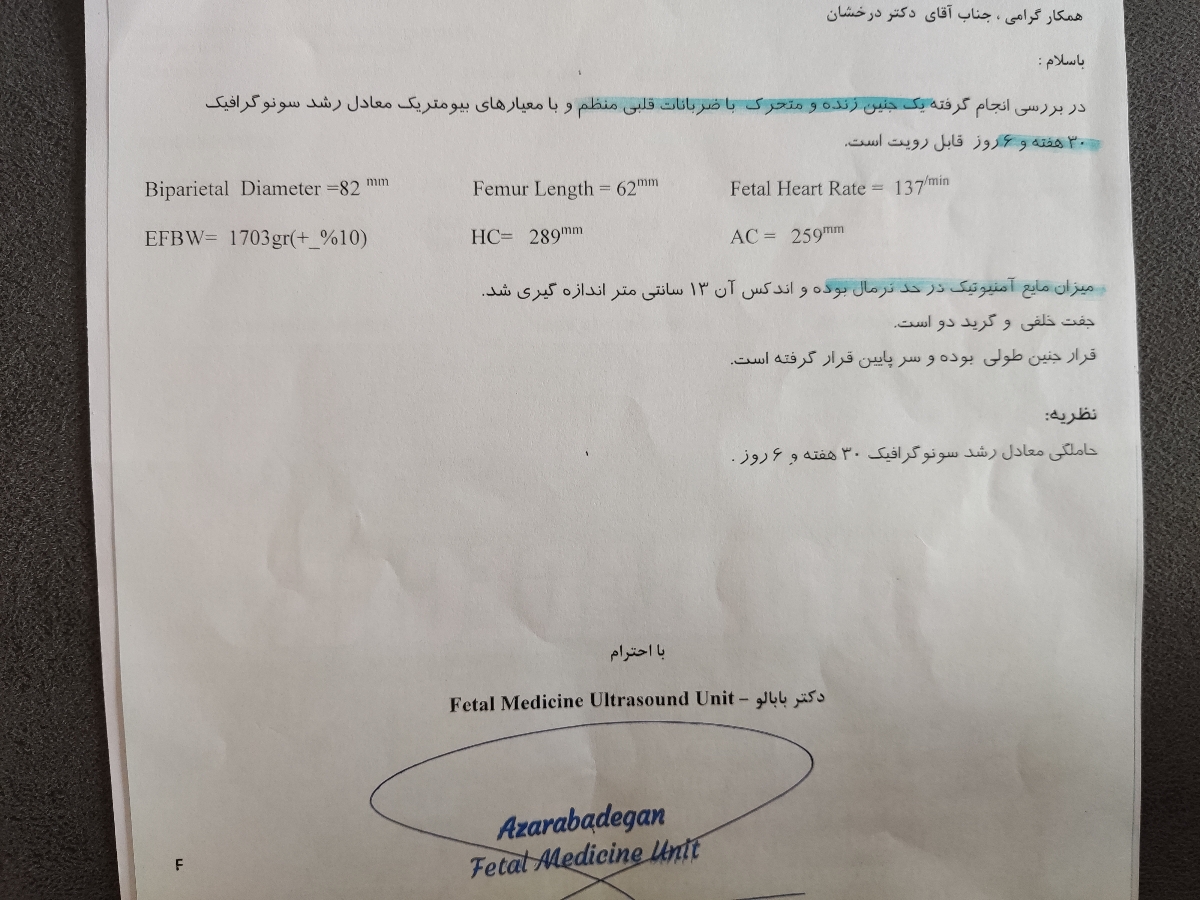 همکار گرامی ، جناب آقای دکتر درخشان
باسلام :
در بررسی انجام گرفته یک جنین زنده و متحرک با ضربانات قلبی منظم و با معیارهای بیومتریک معادل رشد سونوگرافیک
۳۰ هفته و ۶ روز قابل رویت است.
Biparietal Diameter =82 mm Femur Length = 62mm Fetal Heart Rate = 137/min
EFBW= 1703gr(+_%10) HC= 289mm AC = 259mm
میزان مایع آمنیوتیک در حد نرمال بوده و اندکس آن ۱۳ سانتی متر اندازه گیری شد.
جفت خلفی و گرید دو است.
قرار جنین طولی بوده و سر پایین قرار گرفته است.
نظریه:
حاملگی معادل رشد سونوگرافیک ۳۰ هفته و ۶ روز .
با احترام
دکتر بابالو – Fetal Medicine Ultrasound Unit
Azarabadegan
Fetal Medicine Unit
F